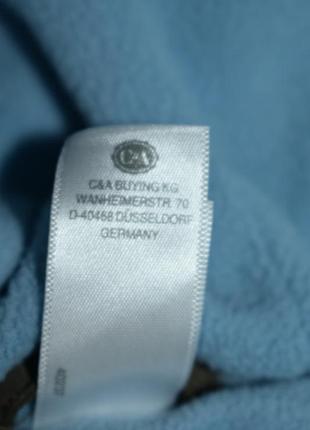 C&A
C&A BUYING KG
WANHEIMERSTR. 70
D-40468 DÜSSELDORF
GERMANY